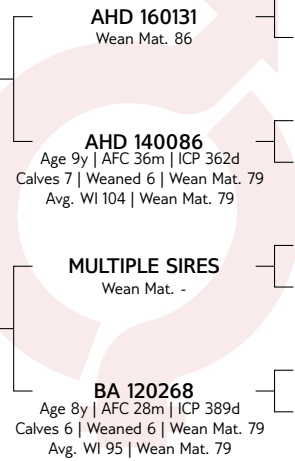 AHD 160131
Wean Mat. 86
AHD 140086
Age 9y | AFC 36m | ICP 362d
Calves 7 | Weaned 6 | Wean Mat. 79
Avg. WI 104 | Wean Mat. 79
MULTIPLE SIRES
Wean Mat. -
BA 120268
Age 8y | AFC 28m | ICP 389d
Calves 6 | Weaned 6 | Wean Mat. 79
Avg. WI 95 | Wean Mat. 79